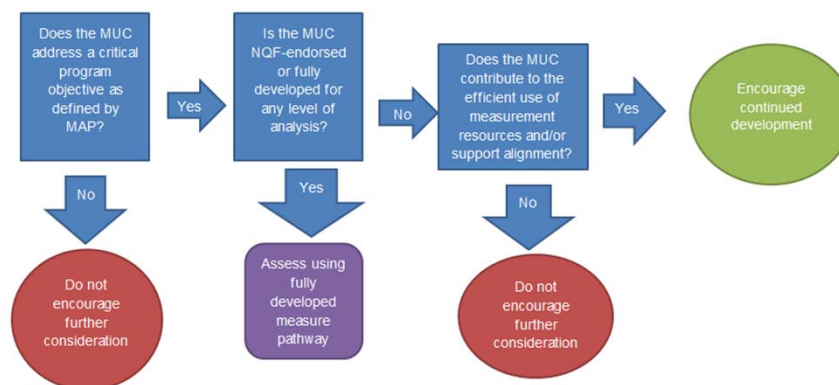 Does the MUC
address a critical
program
objective as
defined by
MAP?
Yes
Is the MUC
NQF-endorsed
or fully
developed for
any level of
analysis?
No
Does the MUC
contribute to the
efficient use of
measurement
resources and/or
support alignment?
Yes
Encourage
continued
development
No
Yes
No
Do not
encourage
further
consideration
Assess using
fully
developed
measure
pathway
Do not
encourage
further
consideration